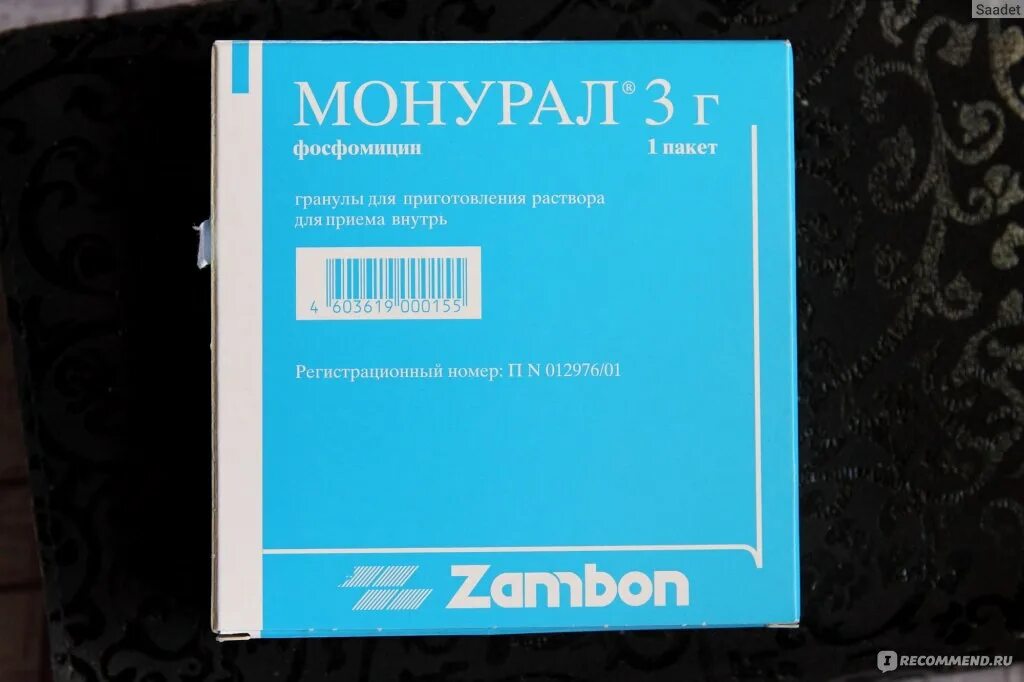 Saadet
МОНУРАЛ® 3 г
фосфомицин 1 пакет
гранулы для приготовления раствора
для приема внутрь
4 603619 000155
Регистрационный номер: П N 012976/01
Zambon
IRECOMMEND.RU